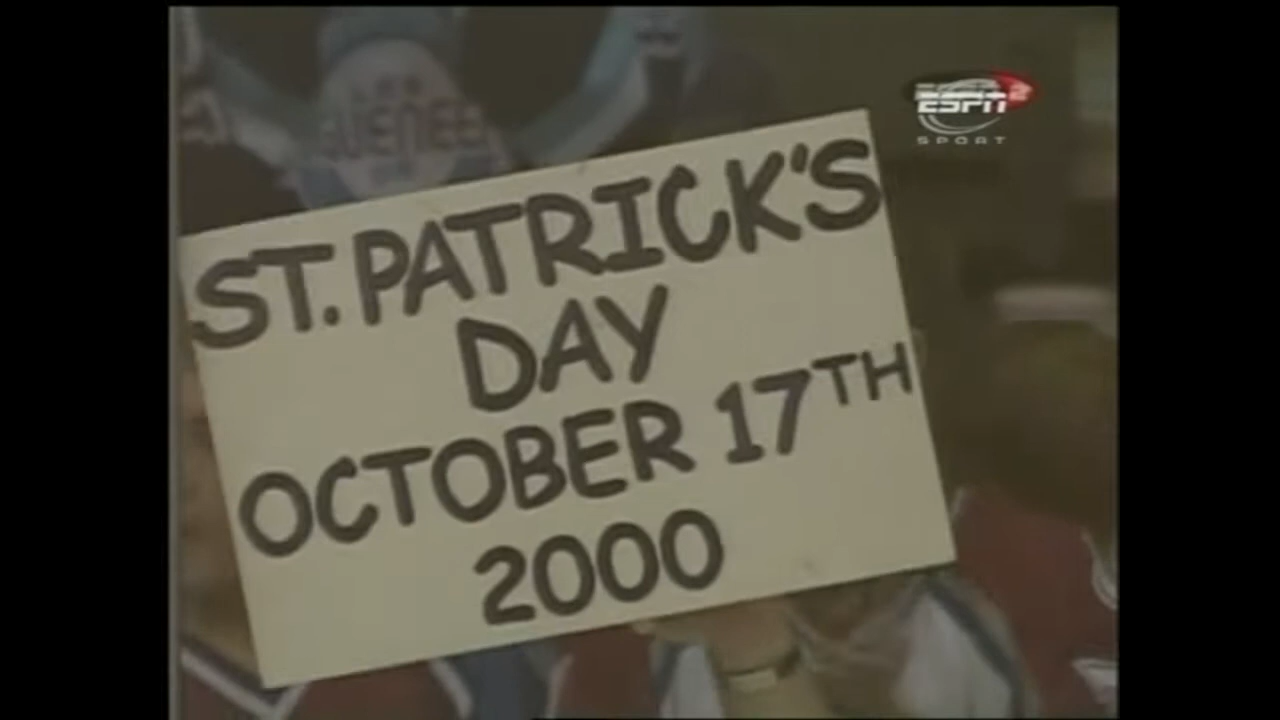 ESPN2
SPORT
ST. PATRICK'S
DAY
OCTOBER 17TH
2000